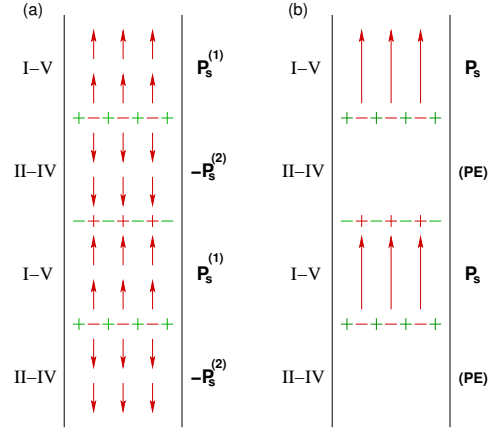 (a)
(b)
I–V
P_s^(1)
I–V
P_s
+ − + − + − +
+ − + − + − +
II–IV
−P_s^(2)
II–IV
(PE)
− + − + − + −
− + − + − + −
I–V
P_s^(1)
I–V
P_s
+ − + − + − +
+ − + − + − +
II–IV
−P_s^(2)
II–IV
(PE)